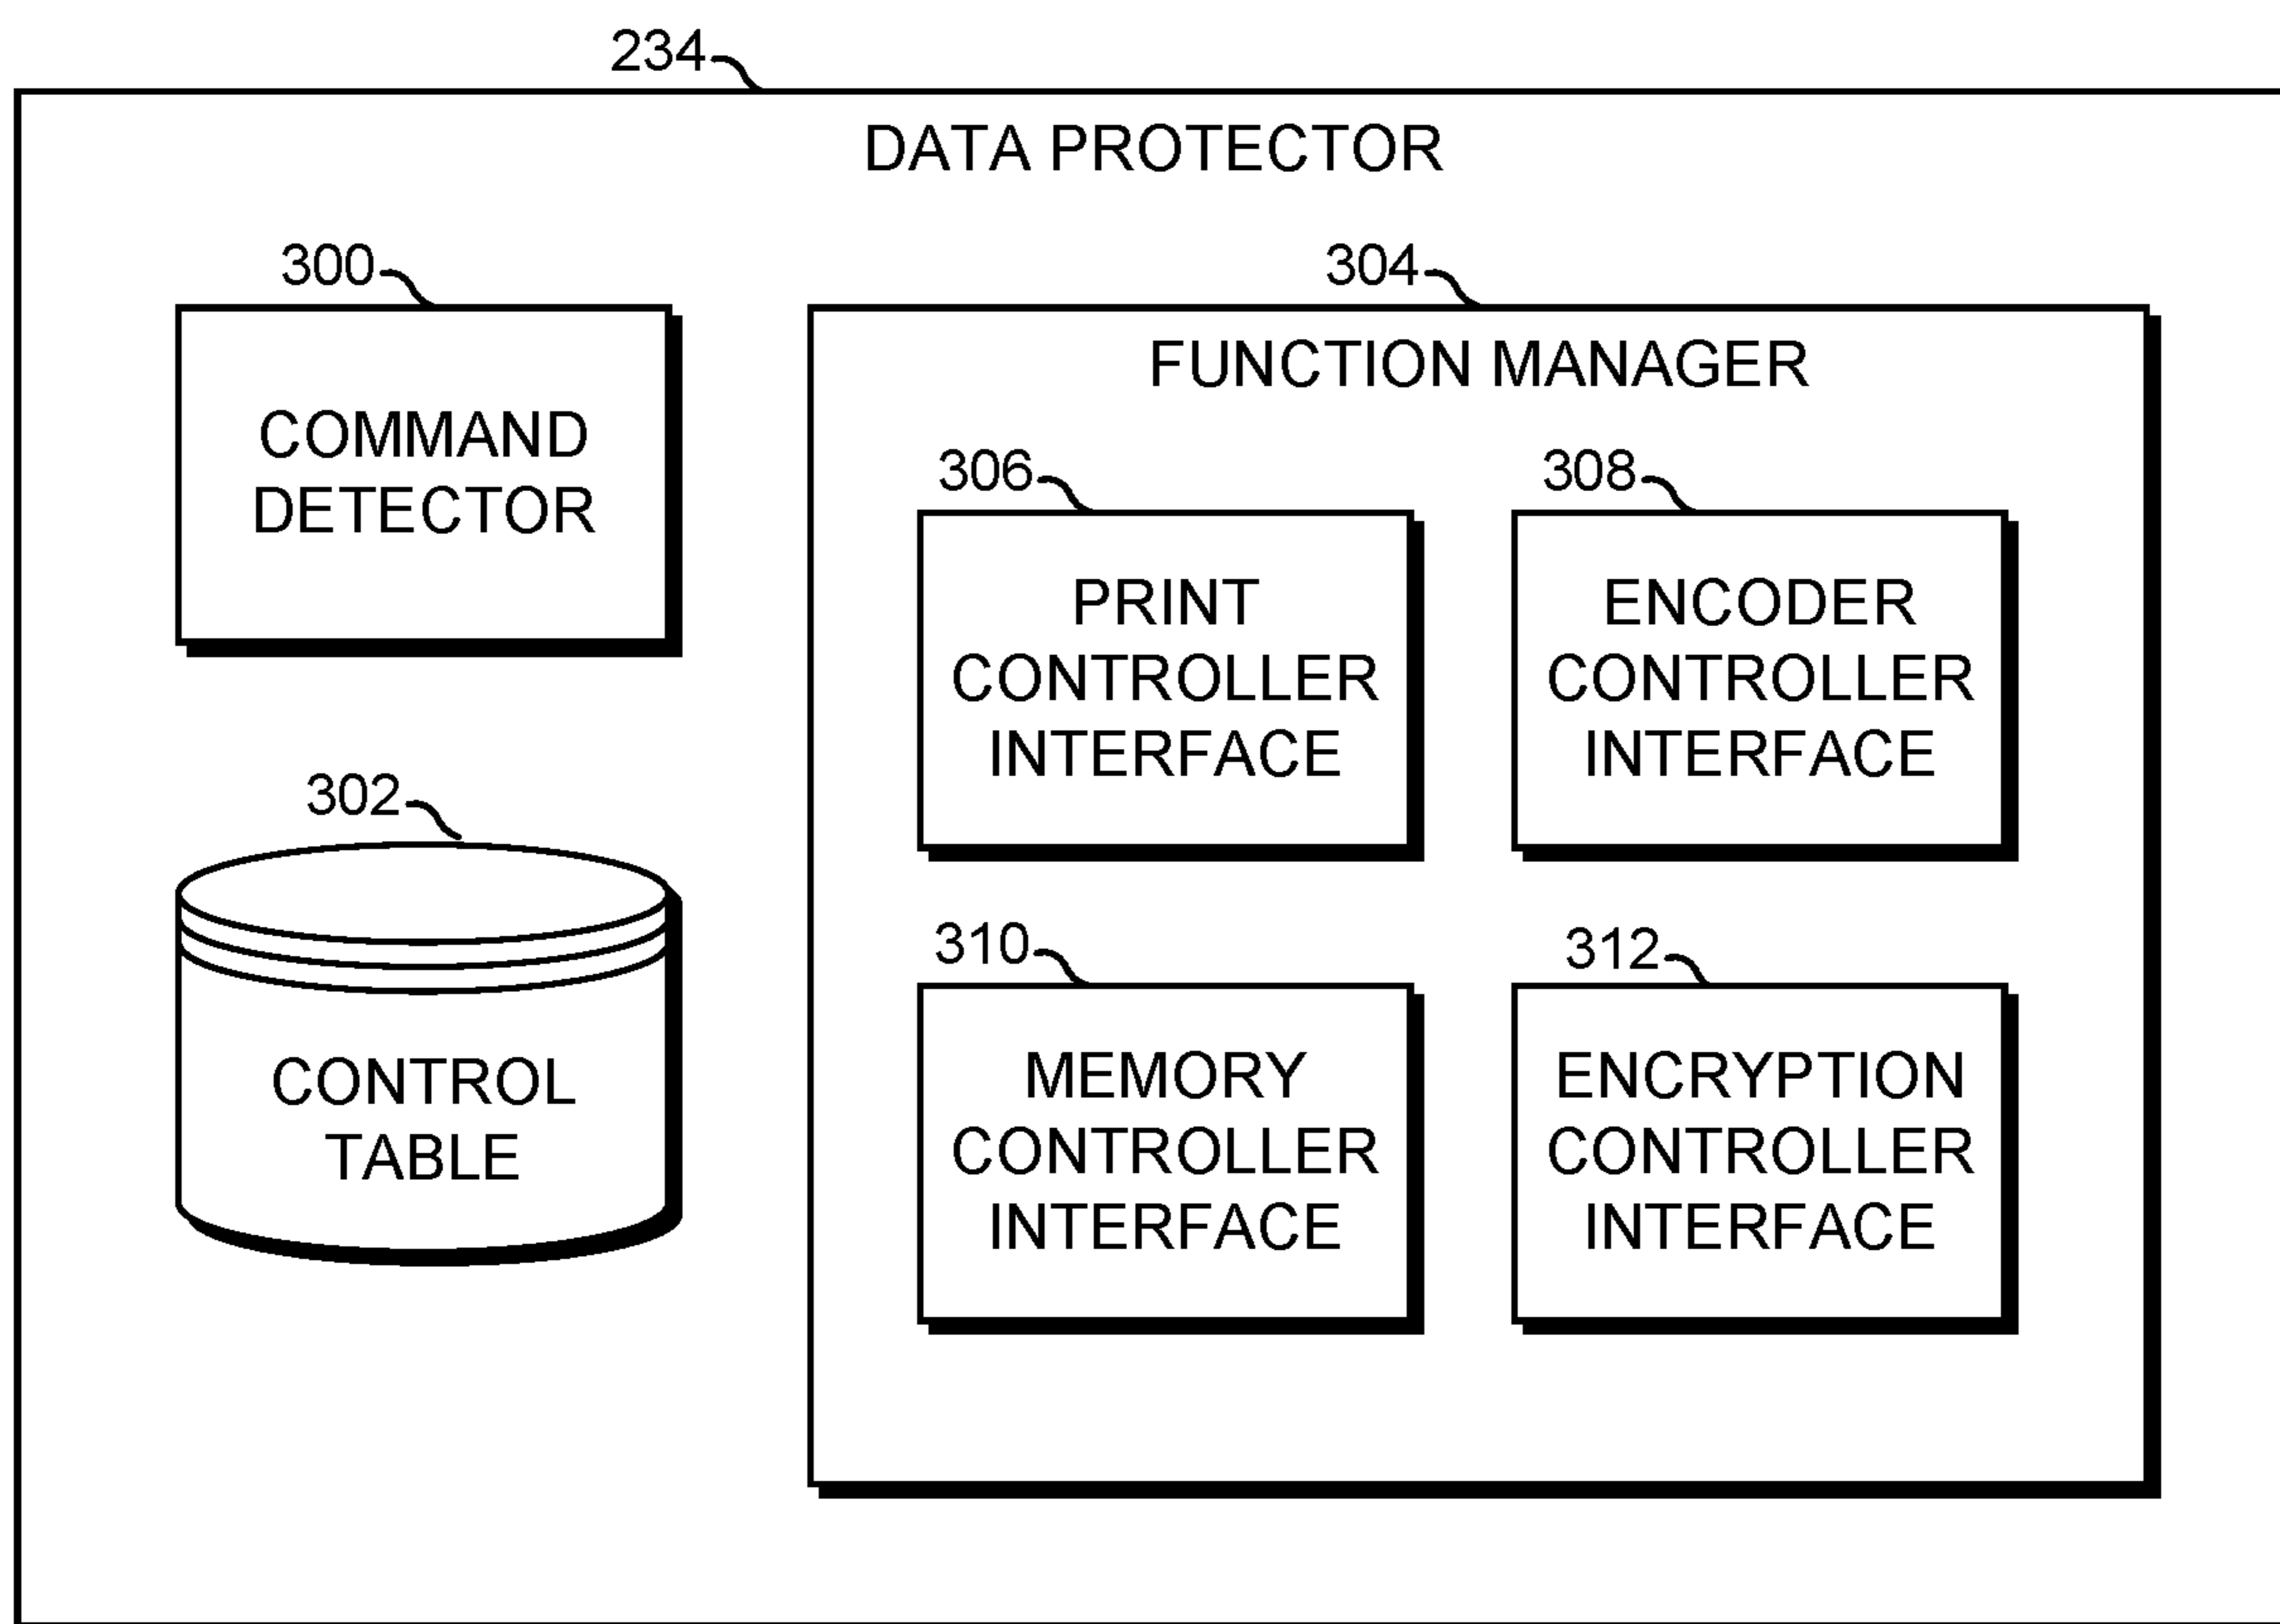 234
DATA PROTECTOR
300
COMMAND
DETECTOR
302
CONTROL
TABLE
304
FUNCTION MANAGER
306
PRINT
CONTROLLER
INTERFACE
308
ENCODER
CONTROLLER
INTERFACE
310
MEMORY
CONTROLLER
INTERFACE
312
ENCRYPTION
CONTROLLER
INTERFACE